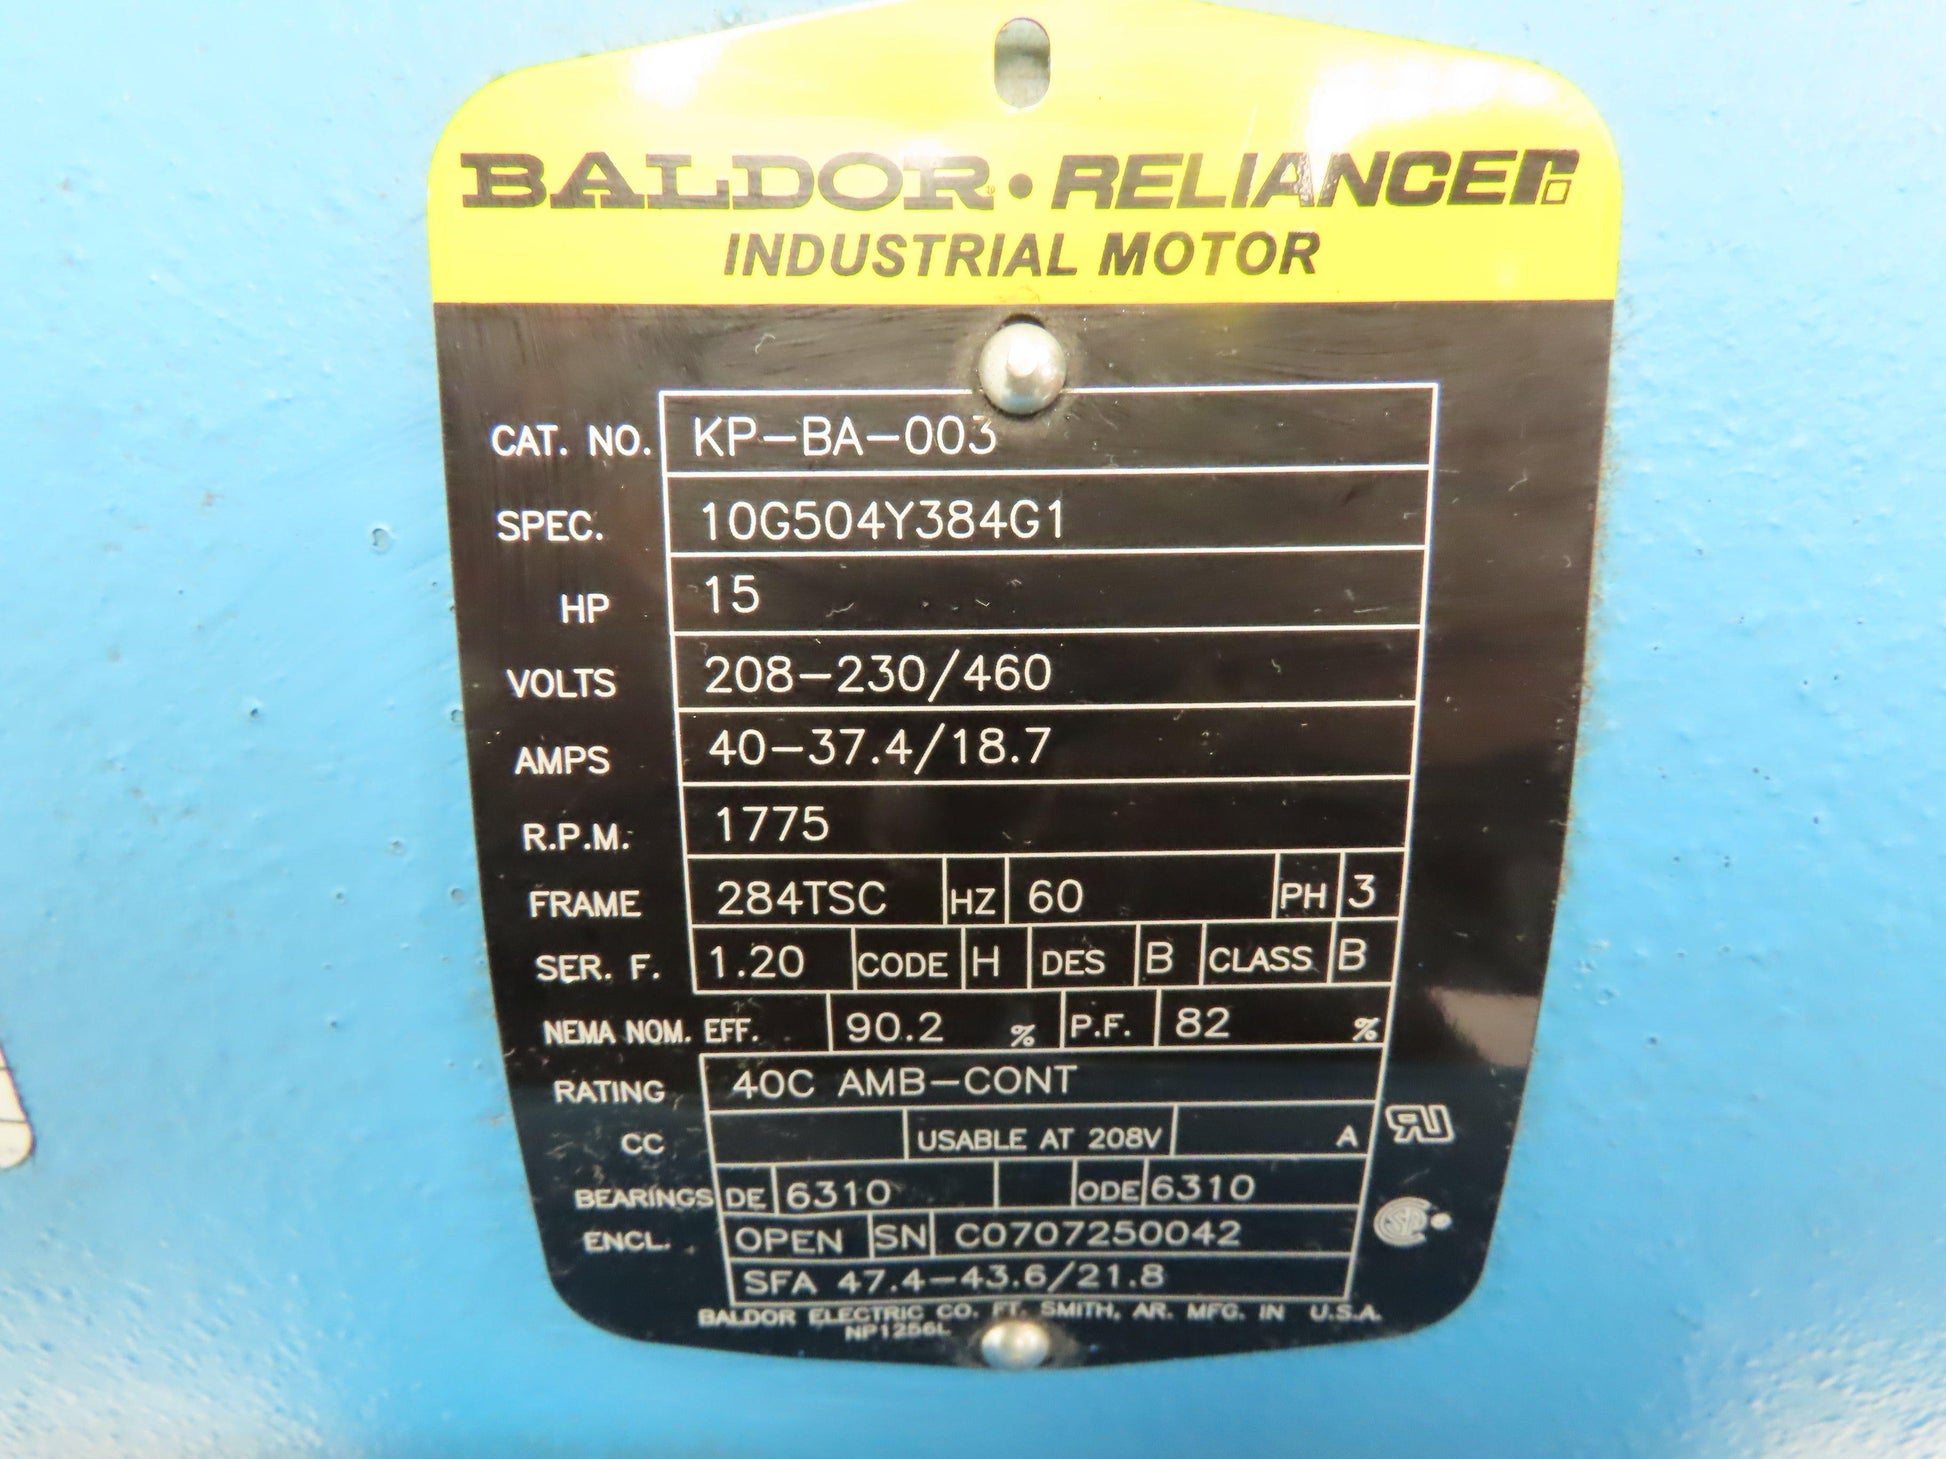 BALDOR • RELIANCE
INDUSTRIAL MOTOR
CAT. NO. KP-BA-003
SPEC. 10G504Y384G1
HP 15
VOLTS 208-230/460
AMPS 40-37.4/18.7
R.P.M. 1775
FRAME 284TSC HZ 60 PH 3
SER. F. 1.20 CODE H DES B CLASS B
NEMA NOM. EFF. 90.2 % P.F. 82 %
RATING 40C AMB-CONT
CC USABLE AT 208V A
BEARINGS DE 6310 ODE 6310
ENCL. OPEN SN C0707250042
SFA 47.4-43.6/21.8
BALDOR ELECTRIC CO. FT. SMITH, AR. MFG. IN U.S.A.
NP1256L